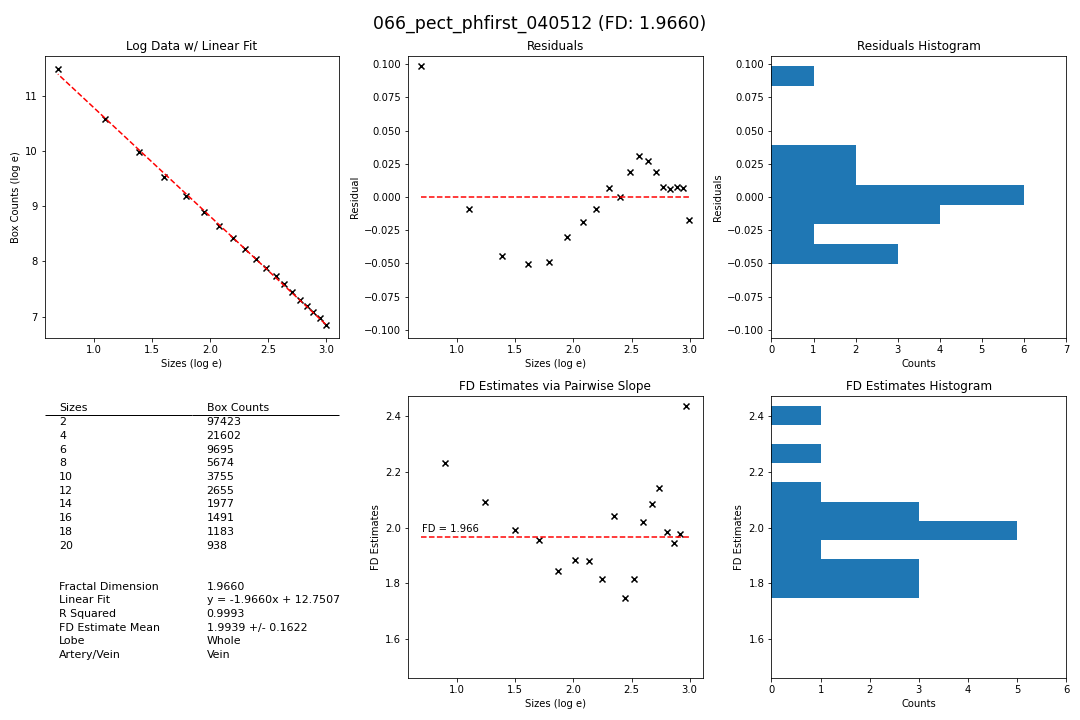 066_pect_phfirst_040512 (FD: 1.9660)
Log Data w/ Linear Fit
11
10
9
8
7
1.0 1.5 2.0 2.5 3.0
Box Counts (log e)
Sizes (log e)
Residuals
0.100
0.075
0.050
0.025
0.000
−0.025
−0.050
−0.075
−0.100
1.0 1.5 2.0 2.5 3.0
Residual
Sizes (log e)
Residuals Histogram
0.100
0.075
0.050
0.025
0.000
−0.025
−0.050
−0.075
−0.100
0 1 2 3 4 5 6 7
Residuals
Counts
Sizes Box Counts
2 97423
4 21602
6 9695
8 5674
10 3755
12 2655
14 1977
16 1491
18 1183
20 938
Fractal Dimension 1.9660
Linear Fit y = -1.9660x + 12.7507
R Squared 0.9993
FD Estimate Mean 1.9939 +/- 0.1622
Lobe Whole
Artery/Vein Vein
FD Estimates via Pairwise Slope
2.4
2.2
2.0
1.8
1.6
FD = 1.966
1.0 1.5 2.0 2.5 3.0
FD Estimates
Sizes (log e)
FD Estimates Histogram
2.4
2.2
2.0
1.8
1.6
0 1 2 3 4 5 6
FD Estimates
Counts